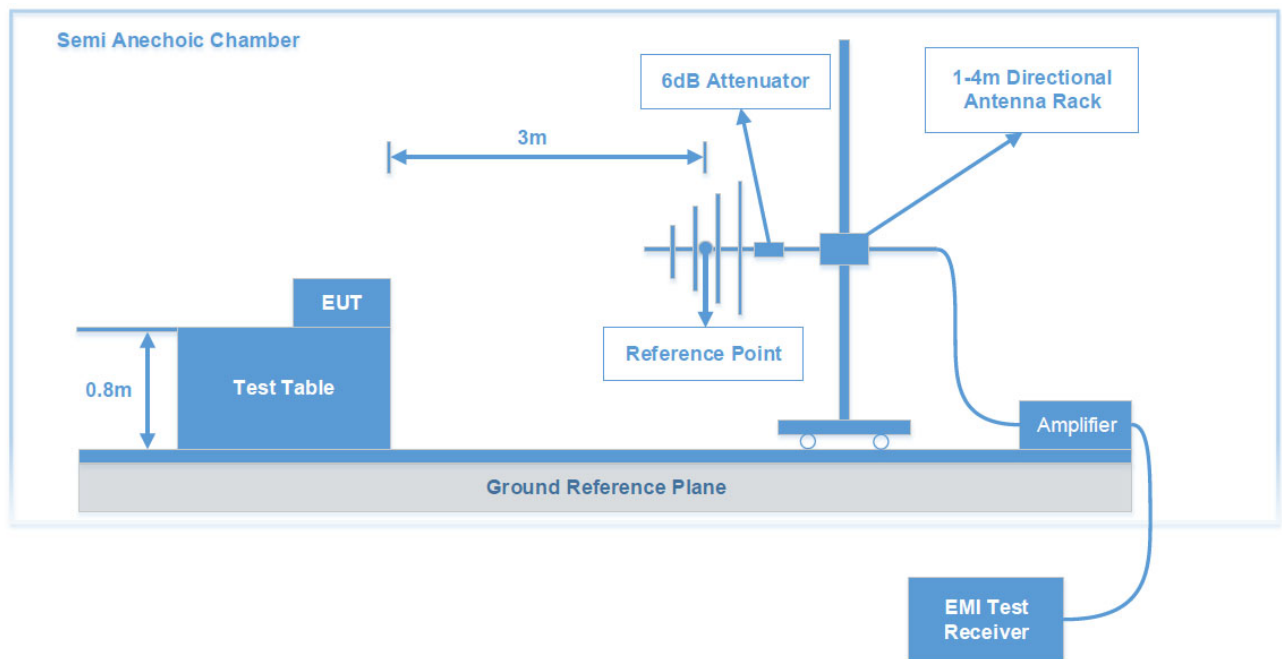 Semi Anechoic Chamber
6dB Attenuator
1-4m Directional
Antenna Rack
3m
EUT
Reference Point
0.8m
Test Table
Amplifier
Ground Reference Plane
EMI Test
Receiver